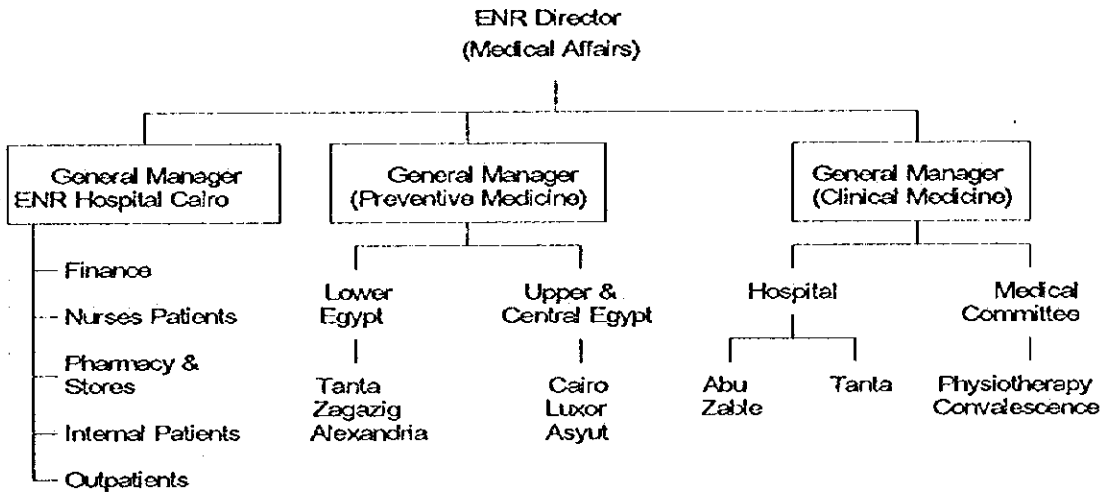 ENR Director
(Medical Affairs)
General Manager
ENR Hospital Cairo
General Manager
(Preventive Medicine)
General Manager
(Clinical Medicine)
Finance
Nurses Patients
Pharmacy &
Stores
Internal Patients
Outpatients
Lower
Egypt
Tanta
Zagazig
Alexandria
Upper &
Central Egypt
Cairo
Luxor
Asyut
Hospital
Abu
Zable
Tanta
Medical
Committee
Physiotherapy
Convalescence